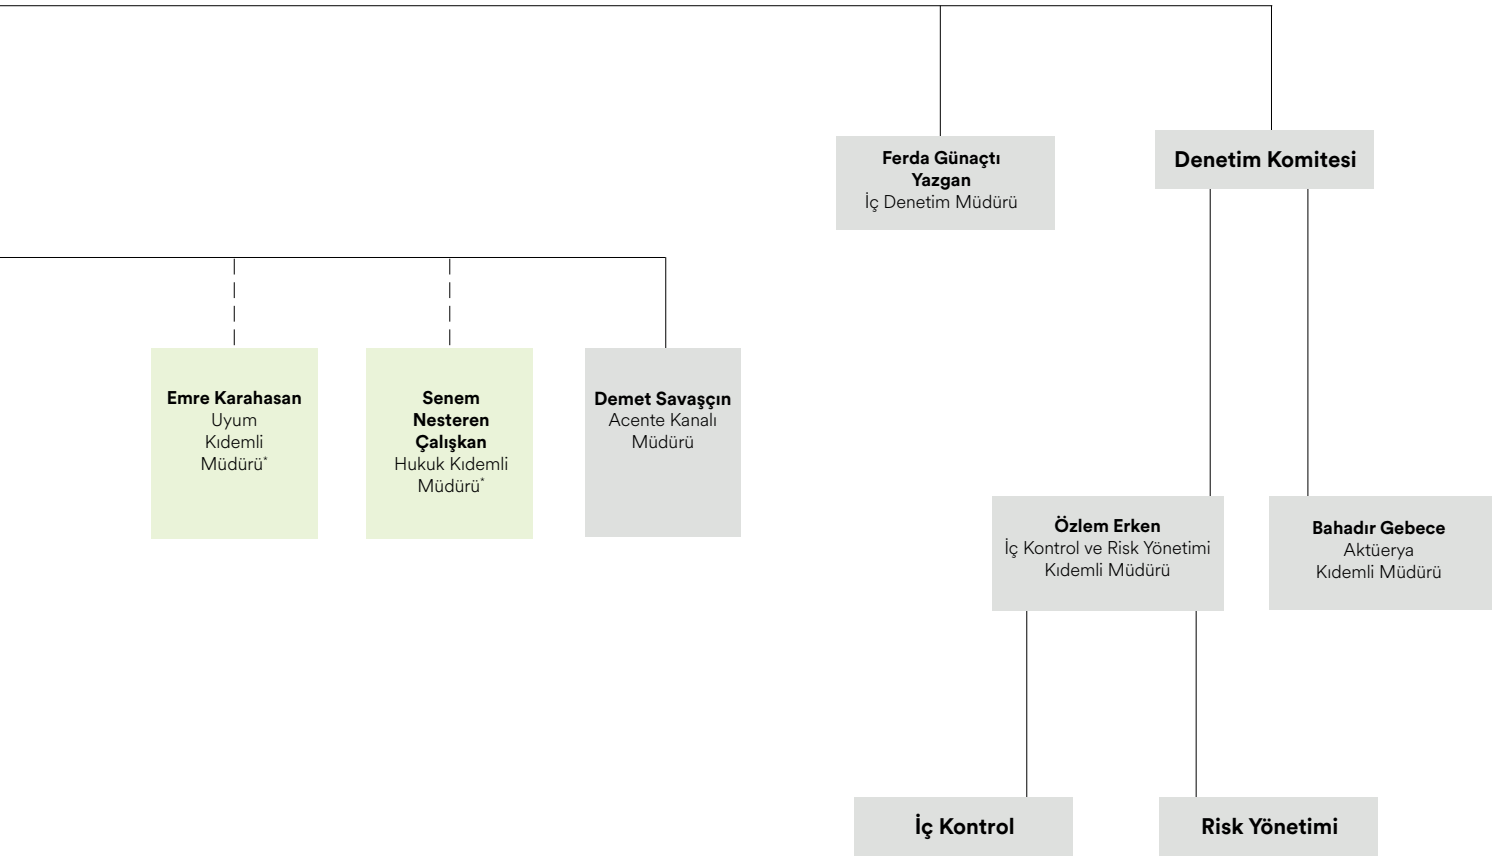 Ferda Günaçtı
Yazgan
İç Denetim Müdürü
Denetim Komitesi
Emre Karahasan
Uyum
Kıdemli
Müdürü*
Senem
Nesteren
Çalışkan
Hukuk Kıdemli
Müdürü*
Demet Savaşçın
Acente Kanalı
Müdürü
Özlem Erken
İç Kontrol ve Risk Yönetimi
Kıdemli Müdürü
Bahadır Gebece
Aktüerya
Kıdemli Müdürü
İç Kontrol
Risk Yönetimi